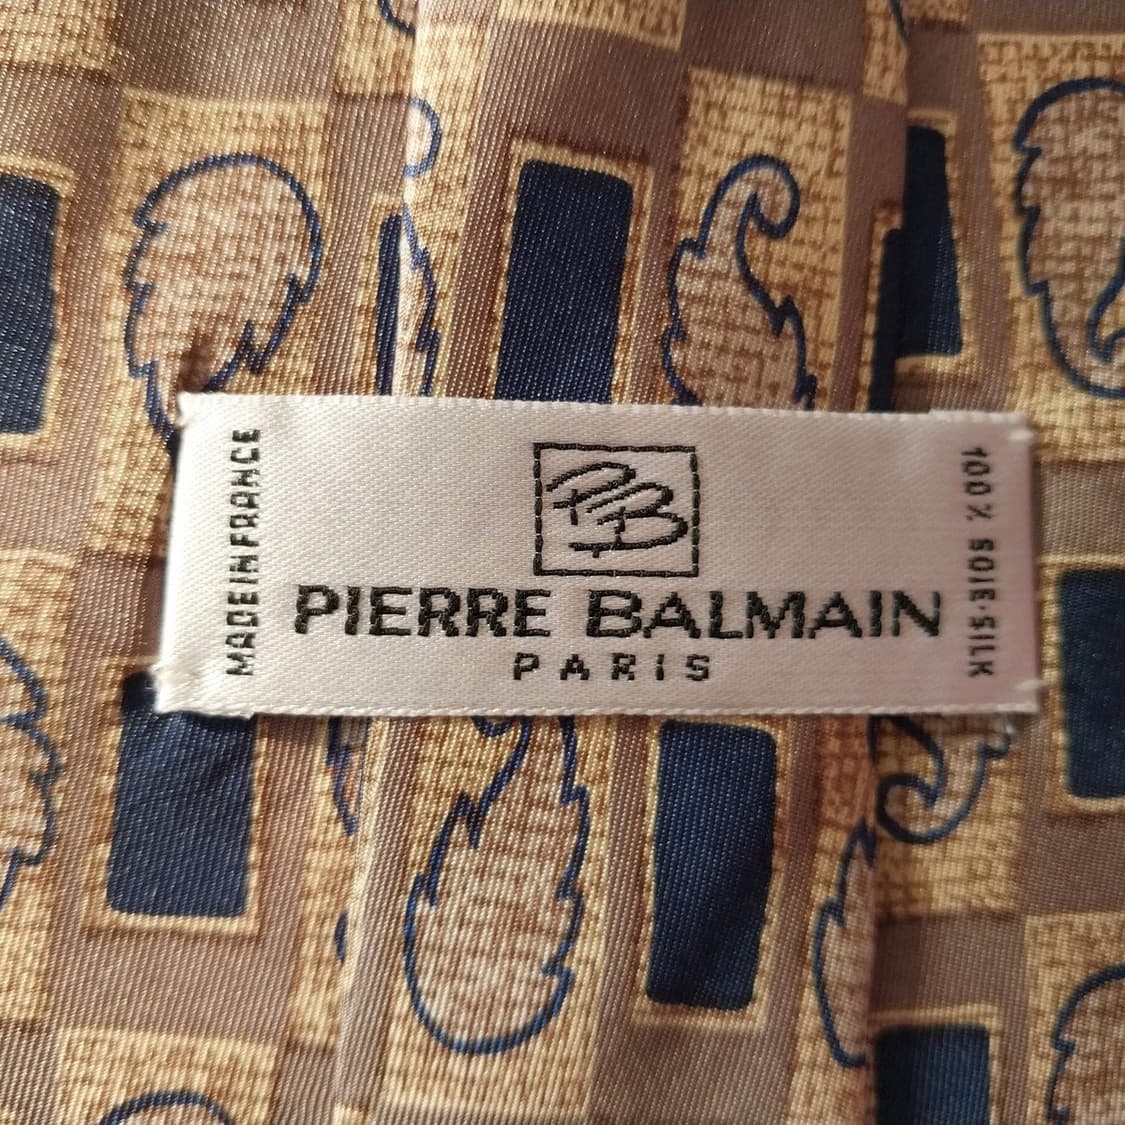 MADE IN FRANCE
PB
PIERRE BALMAIN
PARIS
100% SOIE·SILK